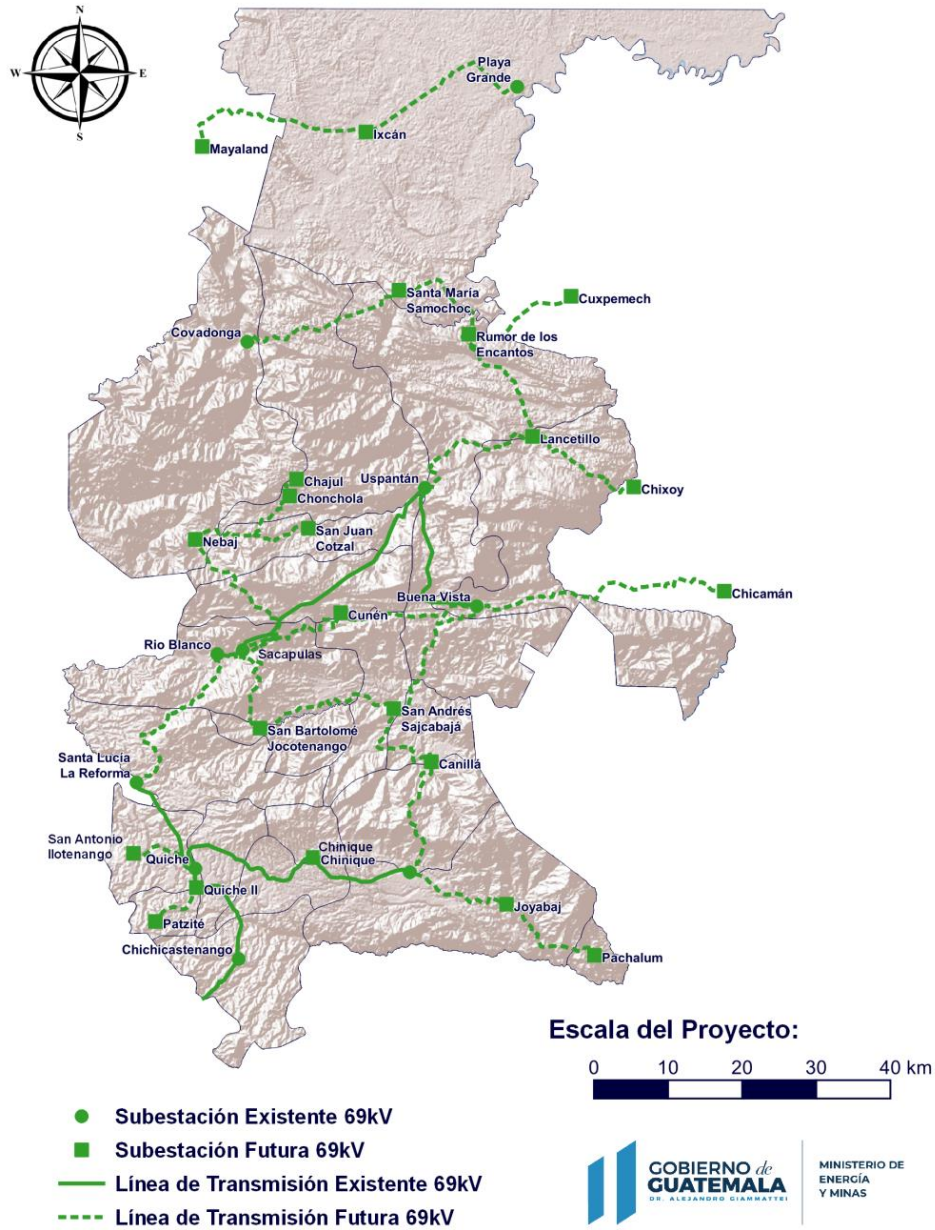 N
W
E
S
Playa
Grande
Ixcán
Mayaland
Santa María
Samochoc
Cuxpemech
Covadonga
Rumor de los
Encantos
Lancetillo
Chajul
Uspantán
Chonchola
Chixoy
San Juan
Cotzal
Nebaj
Buena Vista
Chicamán
Cunén
Rio Blanco
Sacapulas
San Andrés
Sajcabajá
San Bartolomé
Jocotenango
Santa Lucía
La Reforma
Canillá
San Antonio
Ilotenango
Quiche
Chinique
Chinique
Quiche II
Joyabaj
Patzité
Chichicastenango
Pachalum
Escala del Proyecto:
0 10 20 30 40 km
Subestación Existente 69kV
Subestación Futura 69kV
Línea de Transmisión Existente 69kV
Línea de Transmisión Futura 69kV
GOBIERNO de
GUATEMALA
DR. ALEJANDRO GIAMMATTEI
MINISTERIO DE
ENERGÍA
Y MINAS